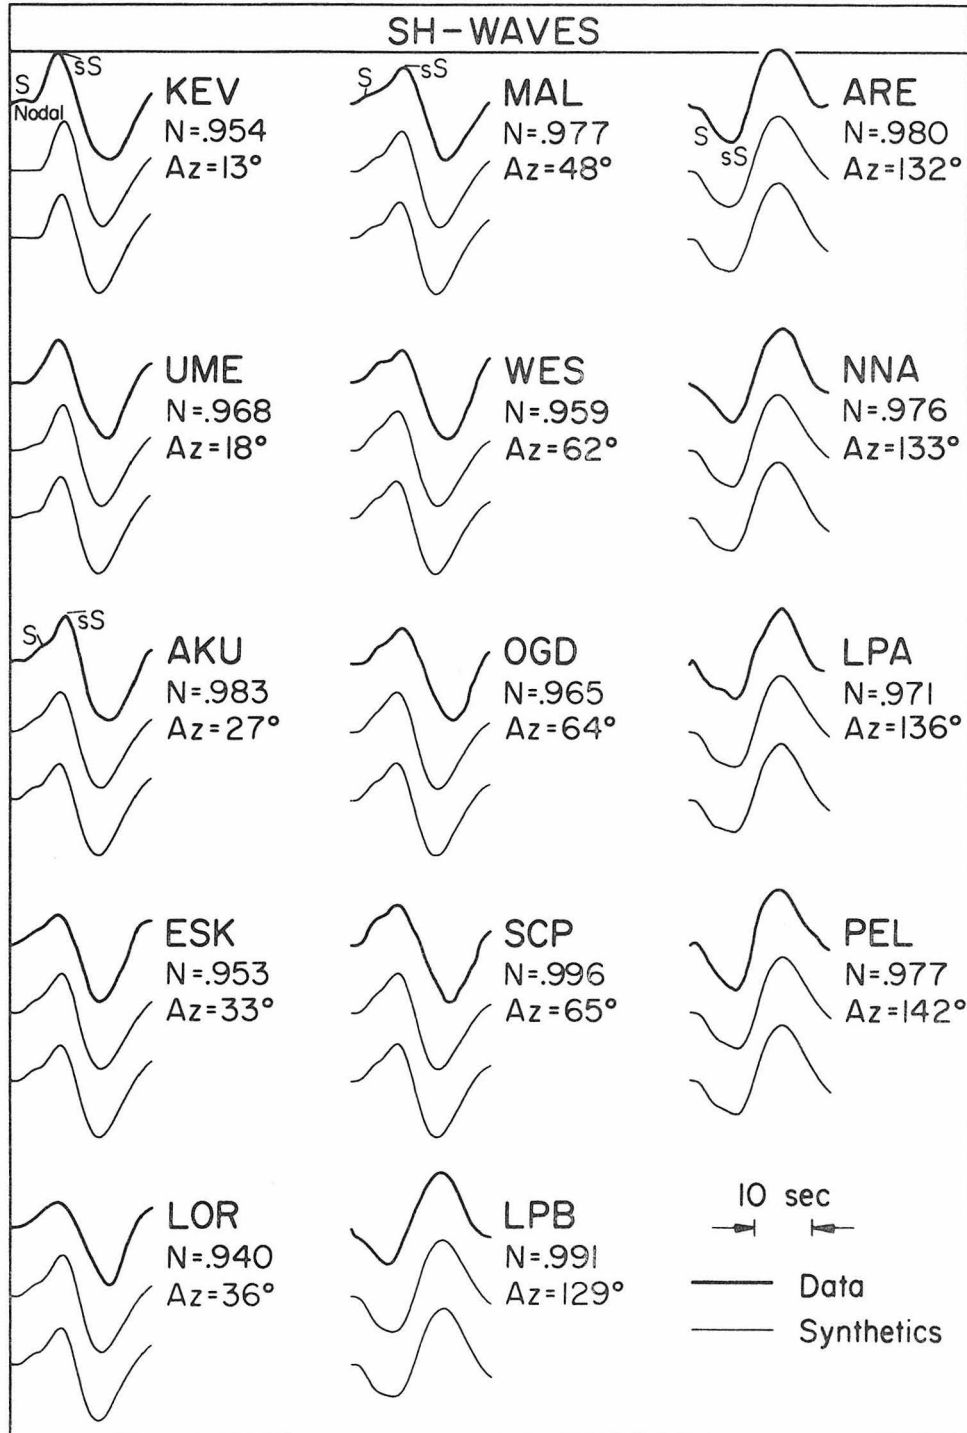 SH-WAVES
S
sS
Nodal
KEV
N=.954
Az=13°
UME
N=.968
Az=18°
S
sS
AKU
N=.983
Az=27°
ESK
N=.953
Az=33°
LOR
N=.940
Az=36°
S
sS
MAL
N=.977
Az=48°
WES
N=.959
Az=62°
OGD
N=.965
Az=64°
SCP
N=.996
Az=65°
LPB
N=.991
Az=129°
S
sS
ARE
N=.980
Az=132°
NNA
N=.976
Az=133°
LPA
N=.971
Az=136°
PEL
N=.977
Az=142°
10 sec
Data
Synthetics